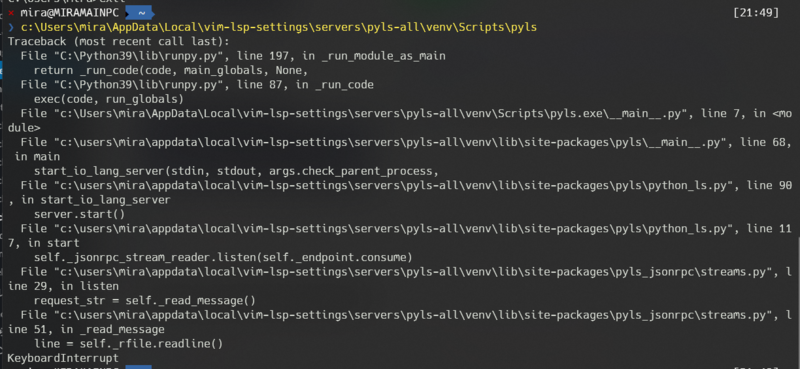 × mira@MIRAMAINPC ~ [21:49]
❯ c:\Users\mira\AppData\Local\vim-lsp-settings\servers\pyls-all\venv\Scripts\pyls
Traceback (most recent call last):
  File "C:\Python39\lib\runpy.py", line 197, in _run_module_as_main
    return _run_code(code, main_globals, None,
  File "C:\Python39\lib\runpy.py", line 87, in _run_code
    exec(code, run_globals)
  File "c:\Users\mira\AppData\Local\vim-lsp-settings\servers\pyls-all\venv\Scripts\pyls.exe\__main__.py", line 7, in <mo
dule>
  File "c:\users\mira\appdata\local\vim-lsp-settings\servers\pyls-all\venv\lib\site-packages\pyls\__main__.py", line 68,
 in main
    start_io_lang_server(stdin, stdout, args.check_parent_process,
  File "c:\users\mira\appdata\local\vim-lsp-settings\servers\pyls-all\venv\lib\site-packages\pyls\python_ls.py", line 90
, in start_io_lang_server
    server.start()
  File "c:\users\mira\appdata\local\vim-lsp-settings\servers\pyls-all\venv\lib\site-packages\pyls\python_ls.py", line 11
7, in start
    self._jsonrpc_stream_reader.listen(self._endpoint.consume)
  File "c:\users\mira\appdata\local\vim-lsp-settings\servers\pyls-all\venv\lib\site-packages\pyls_jsonrpc\streams.py", l
ine 29, in listen
    request_str = self._read_message()
  File "c:\users\mira\appdata\local\vim-lsp-settings\servers\pyls-all\venv\lib\site-packages\pyls_jsonrpc\streams.py", l
ine 51, in _read_message
    line = self._rfile.readline()
KeyboardInterrupt